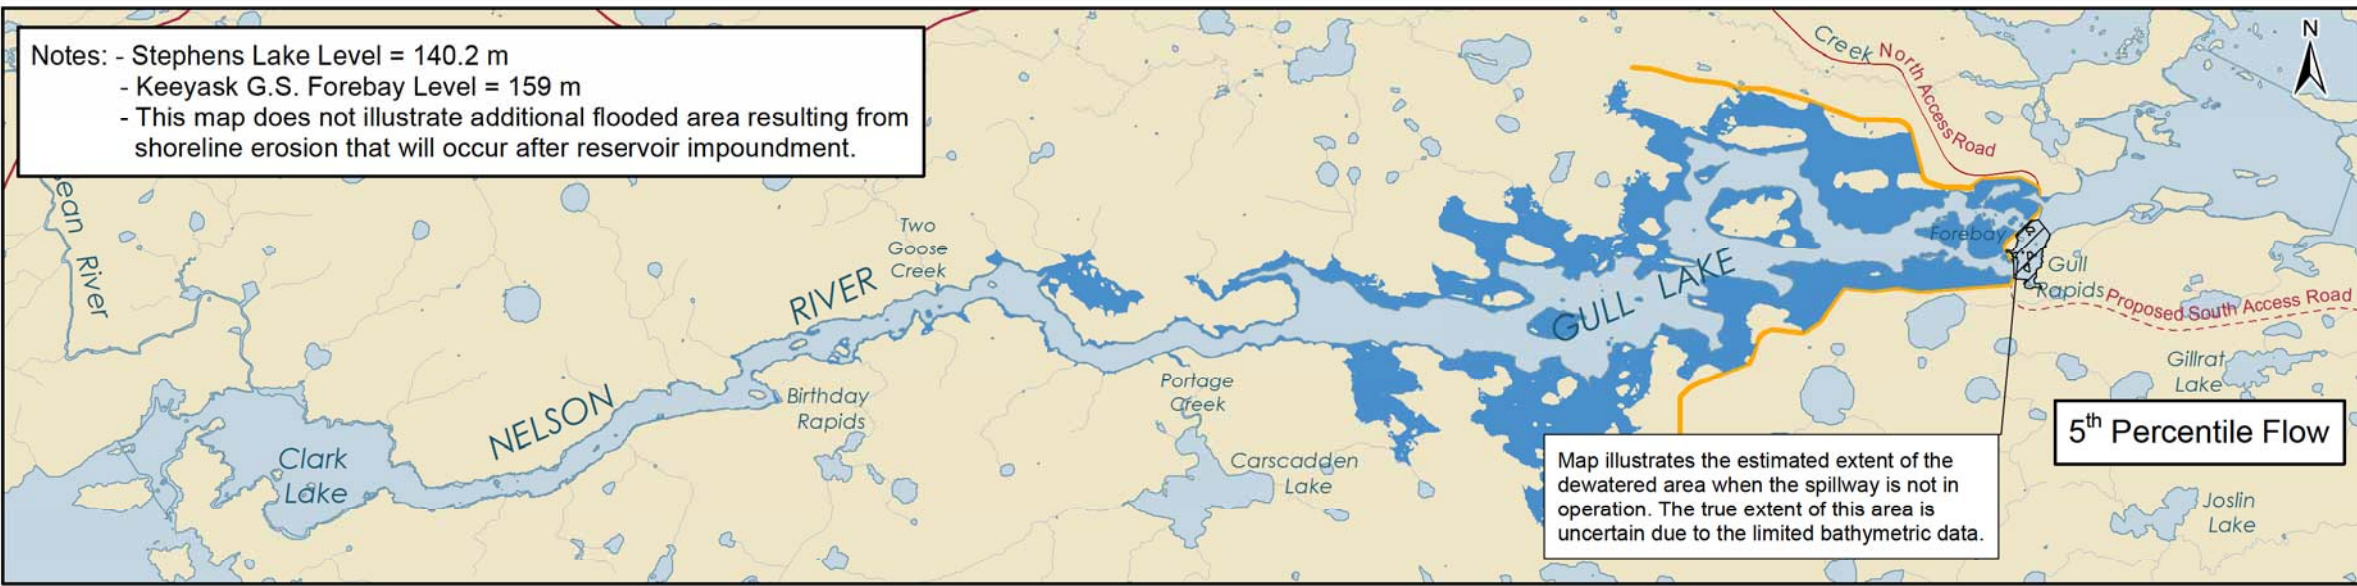 Notes: - Stephens Lake Level = 140.2 m
- Keeyask G.S. Forebay Level = 159 m
- This map does not illustrate additional flooded area resulting from
shoreline erosion that will occur after reservoir impoundment.
N
Creek
North Access Road
ean River
Two
Goose
Creek
NELSON RIVER
Birthday
Rapids
Clark
Lake
Portage
Creek
Carscadden
Lake
GULL LAKE
Forebay
Gull
Rapids
Proposed South Access Road
Gillrat
Lake
5th Percentile Flow
Map illustrates the estimated extent of the
dewatered area when the spillway is not in
operation. The true extent of this area is
uncertain due to the limited bathymetric data.
Joslin
Lake